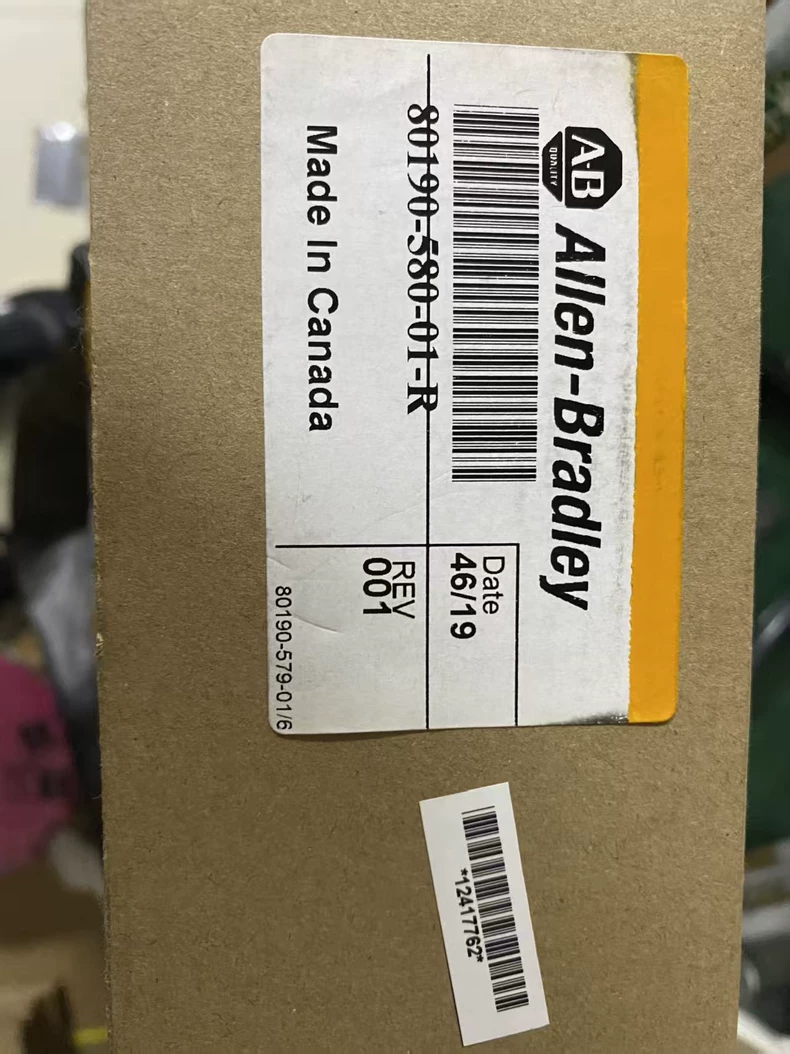 A-B
QUALITY
Allen-Bradley
80190-580-01-R
Date
46/19
Made In Canada
REV
001
80190-579-01/6
*12417762*